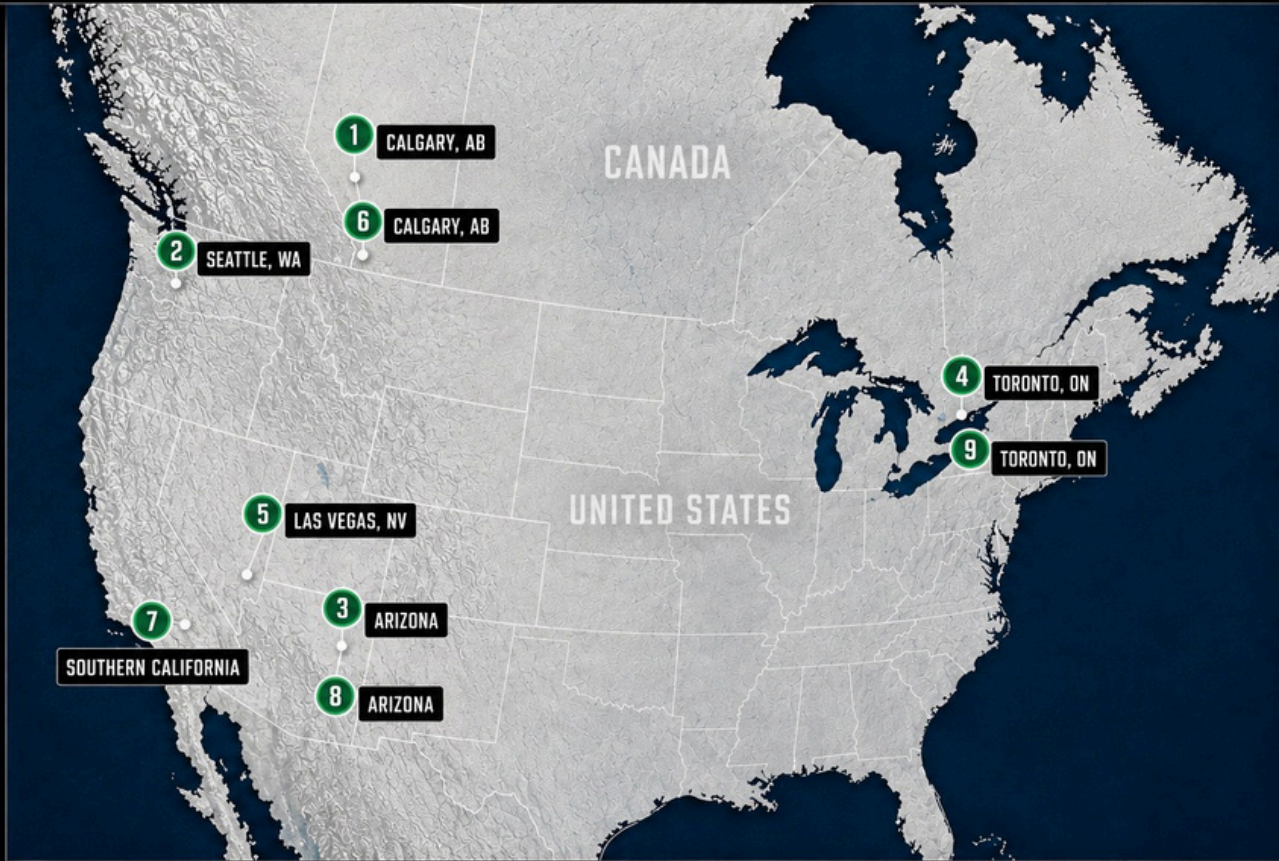 1 CALGARY, AB
CANADA
6 CALGARY, AB
2 SEATTLE, WA
4 TORONTO, ON
9 TORONTO, ON
5 LAS VEGAS, NV
UNITED STATES
3 ARIZONA
7
SOUTHERN CALIFORNIA
8 ARIZONA